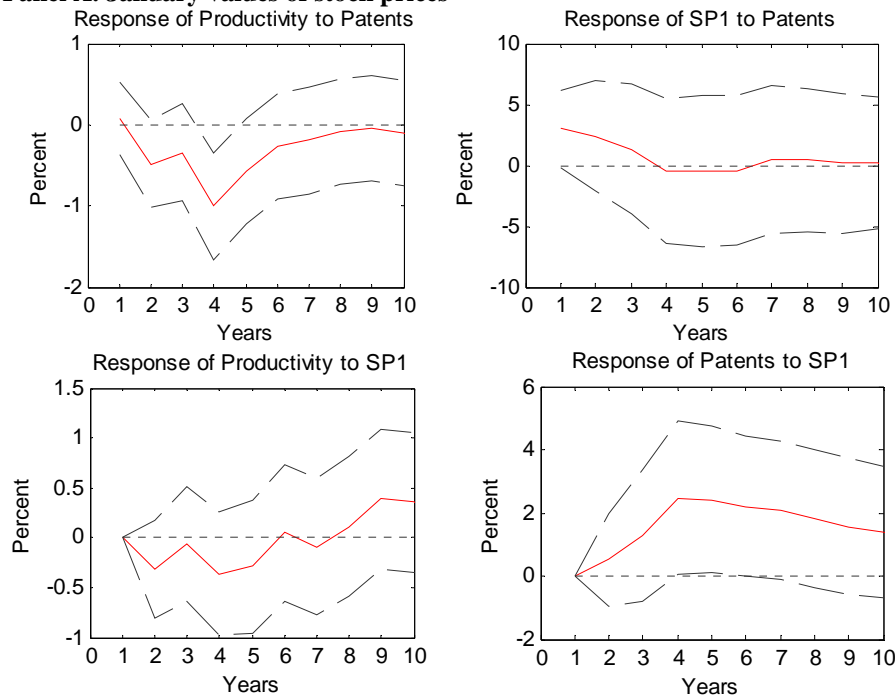 values of stock prices
Response of Productivity to Patents
1
0
-1
-2
Percent
0 1 2 3 4 5 6 7 8 9 10
Years
Response of SP1 to Patents
10
5
0
-5
-10
Percent
0 1 2 3 4 5 6 7 8 9 10
Years
Response of Productivity to SP1
1.5
1
0.5
0
-0.5
-1
Percent
0 1 2 3 4 5 6 7 8 9 10
Years
Response of Patents to SP1
6
4
2
0
-2
Percent
0 1 2 3 4 5 6 7 8 9 10
Years